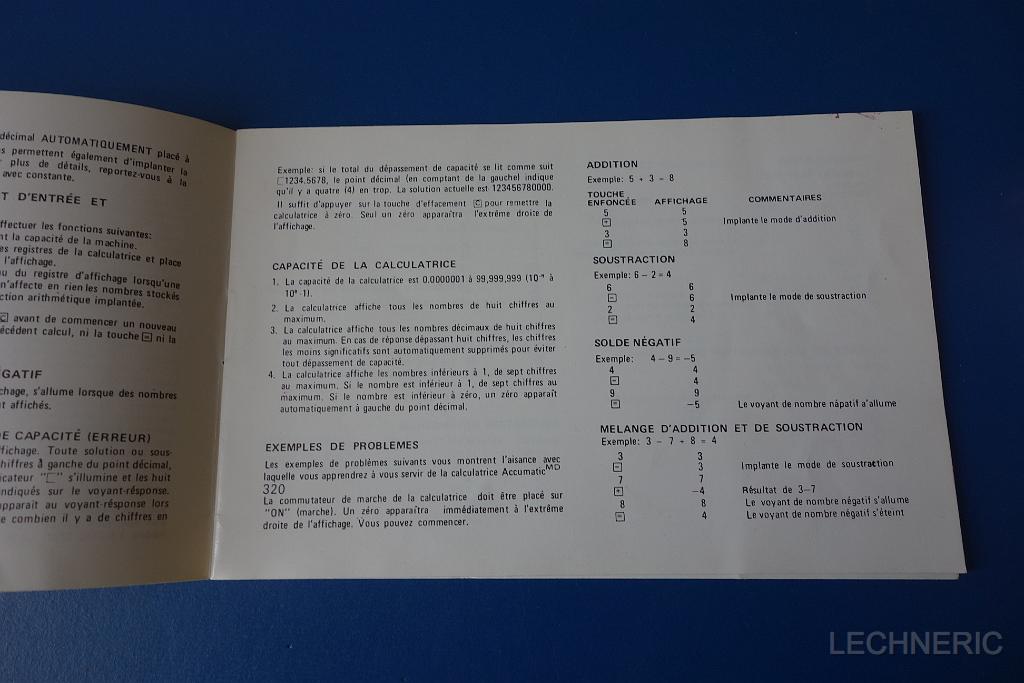 décimal AUTOMATIQUEMENT placé à
permettent également d'implanter la
plus de détails, reportez-vous à la
avec constante.
D'ENTRÉE ET
ffectuer les fonctions suivantes:
nt la capacité de la machine.
es registres de la calculatrice et place
l'affichage.
u du registre d'affichage lorsqu'une
n'affecte en rien les nombres stockés
ction arithmétique implantée.
C avant de commencer un nouveau
écédent calcul, ni la touche = ni la
GATIF
chage, s'allume lorsque des nombres
nt affichés.
DE CAPACITÉ (ERREUR)
ffichage. Toute solution ou sous-
chiffres à ganche du point décimal,
icateur "⊏" s'illumine et les huit
indiqués sur le voyant-réponse.
apparait au voyant-réponse lors
e combien il y a de chiffres en
Exemple: si le total du dépassement de capacité se lit comme suit
⊏1234.5678, le point décimal (en comptant de la gauchel indique
qu'il y a quatre (4) en trop. La solution actuelle est 123456780000.
Il suffit d'appuyer sur la touche d'effacement C pour remettre la
calculatrice à zéro. Seul un zéro apparaîtra l'extrême droite de
l'affichage.
CAPACITÉ DE LA CALCULATRICE
1. La capacité de la calculatrice est 0.0000001 à 99,999,999 (10⁻⁸ à
10⁸-1).
2. La calculatrice affiche tous les nombres de huit chiffres au
maximum.
3. La calculatrice affiche tous les nombres décimaux de huit chiffres
au maximum. En cas de réponse dépassant huit chiffres, les chiffres
les moins significatifs sont automatiquement supprimés pour éviter
tout dépassement de capacité.
4. La calculatrice affiche les nombres inférieurs à 1, de sept chiffres
au maximum. Si le nombre est inférieur à 1, de sept chiffres au
maximum. Si le nombre est inférieur à zéro, un zéro apparaît
automatiquement à gauche du point décimal.
EXEMPLES DE PROBLEMES
Les exemples de problèmes suivants vous montrent l'aisance avec
laquelle vous apprendrez à vous servir de la calculatrice Accumatic MD
320
La commutateur de marche de la calculatrice doit être placé sur
"ON" (marche). Un zéro apparaîtra immédiatement à l'extrême
droite de l'affichage. Vous pouvez commencer.
ADDITION
Exemple: 5 + 3 = 8
TOUCHE
ENFONCÉE AFFICHAGE COMMENTAIRES
5 5
+ 5 Implante le mode d'addition
3 3
= 8
SOUSTRACTION
Exemple: 6 – 2 = 4
6 6
– 6 Implante le mode de soustraction
2 2
= 4
SOLDE NÉGATIF
Exemple: 4 – 9 = –5
4 4
– 4
9 9
= –5 Le voyant de nombre nápatif a'allume
MELANGE D'ADDITION ET DE SOUSTRACTION
Exemple: 3 – 7 + 8 = 4
3 3
– 3 Implante le mode de soustraction
7 7
+ –4 Résultat de 3–7
8 8 Le voyant de nombre négatif s'allume
= 4 Le voyant de nombre négatif s'éteint
LECHNERIC